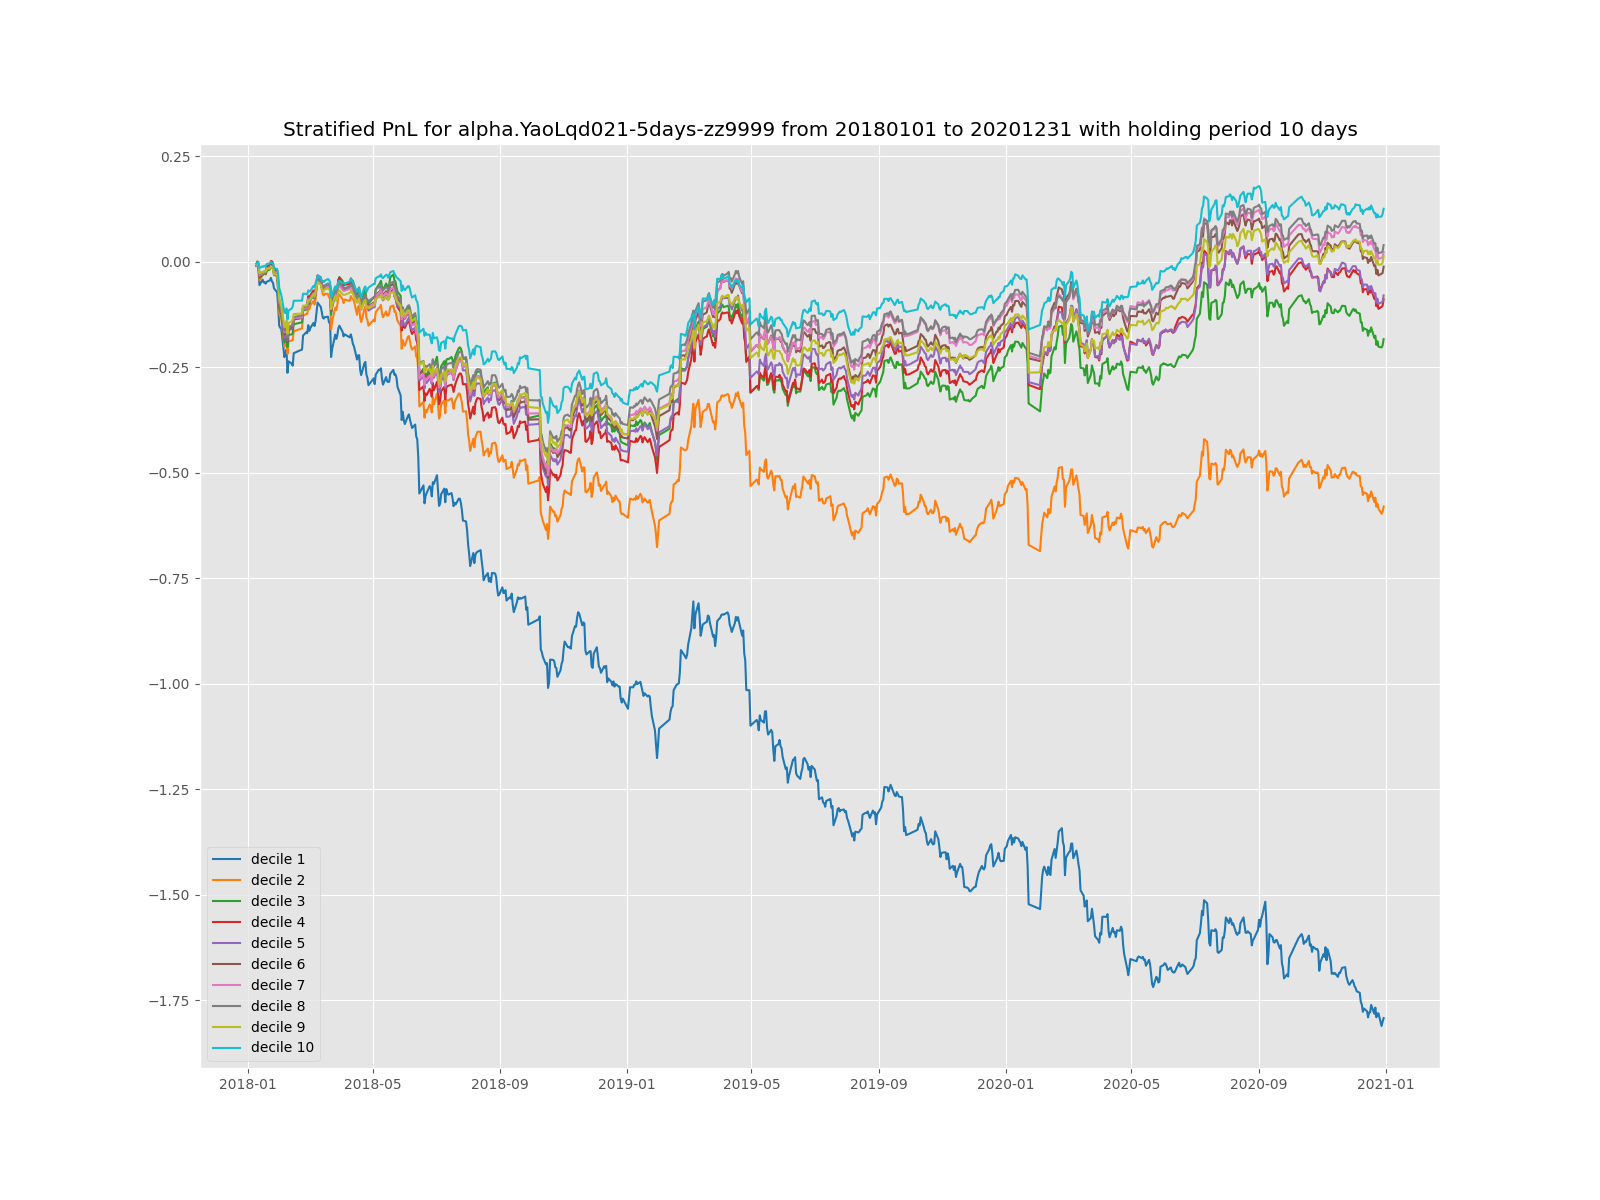 Stratified PnL for alpha.YaoLqd021-5days-zz9999 from 20180101 to 20201231 with holding period 10 days
0.25
0.00
−0.25
−0.50
−0.75
−1.00
−1.25
−1.50
−1.75
decile 1
decile 2
decile 3
decile 4
decile 5
decile 6
decile 7
decile 8
decile 9
decile 10
2018-01 2018-05 2018-09 2019-01 2019-05 2019-09 2020-01 2020-05 2020-09 2021-01